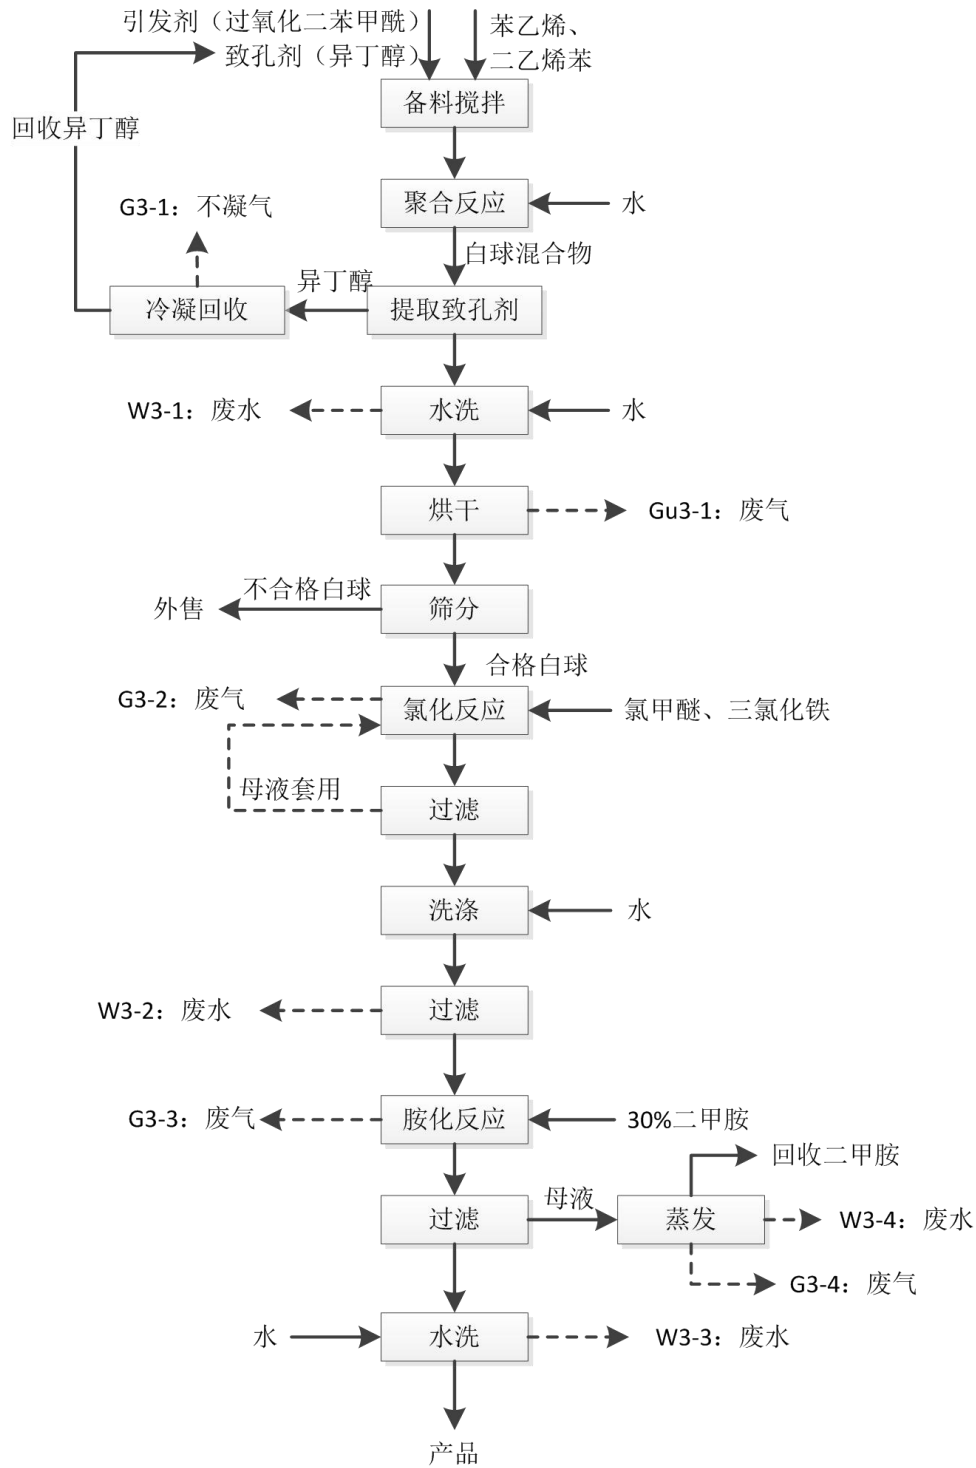 引发剂（过氧化二苯甲酰）
致孔剂（异丁醇）
苯乙烯、
二乙烯苯
备料搅拌
回收异丁醇
聚合反应
水
G3-1：不凝气
白球混合物
异丁醇
冷凝回收
提取致孔剂
W3-1：废水
水洗
水
烘干
Gu3-1：废气
不合格白球
外售
筛分
合格白球
G3-2：废气
氯化反应
氯甲醚、三氯化铁
母液套用
过滤
洗涤
水
W3-2：废水
过滤
G3-3：废气
胺化反应
30%二甲胺
回收二甲胺
过滤
母液
蒸发
W3-4：废水
G3-4：废气
水
水洗
W3-3：废水
产品